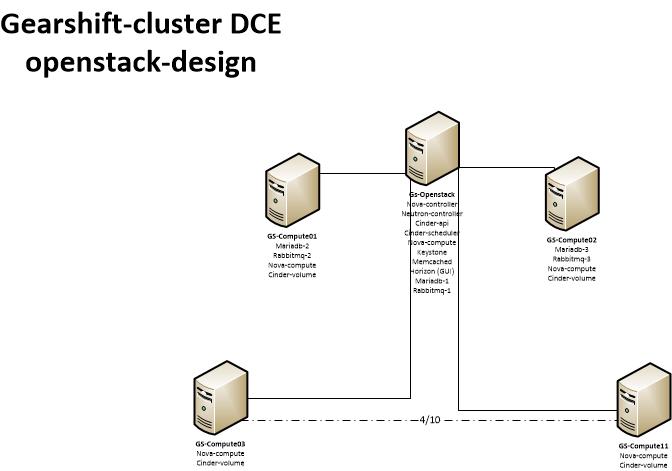 Gearshift-cluster DCE
openstack-design
Gs-Openstack
Nova-controller
Neutron-controller
Cinder-api
Cinder-scheduler
Nova-compute
Keystone
Memcached
Horizon (GUI)
Mariadb-1
Rabbitmq-1
GS-Compute01
Mariadb-2
Rabbitmq-2
Nova-compute
Cinder-volume
GS-Compute02
Mariadb-3
Rabbitmq-3
Nova-compute
Cinder-volume
4/10
GS-Compute03
Nova-compute
Cinder-volume
GS-Compute11
Nova-compute
Cinder-volume